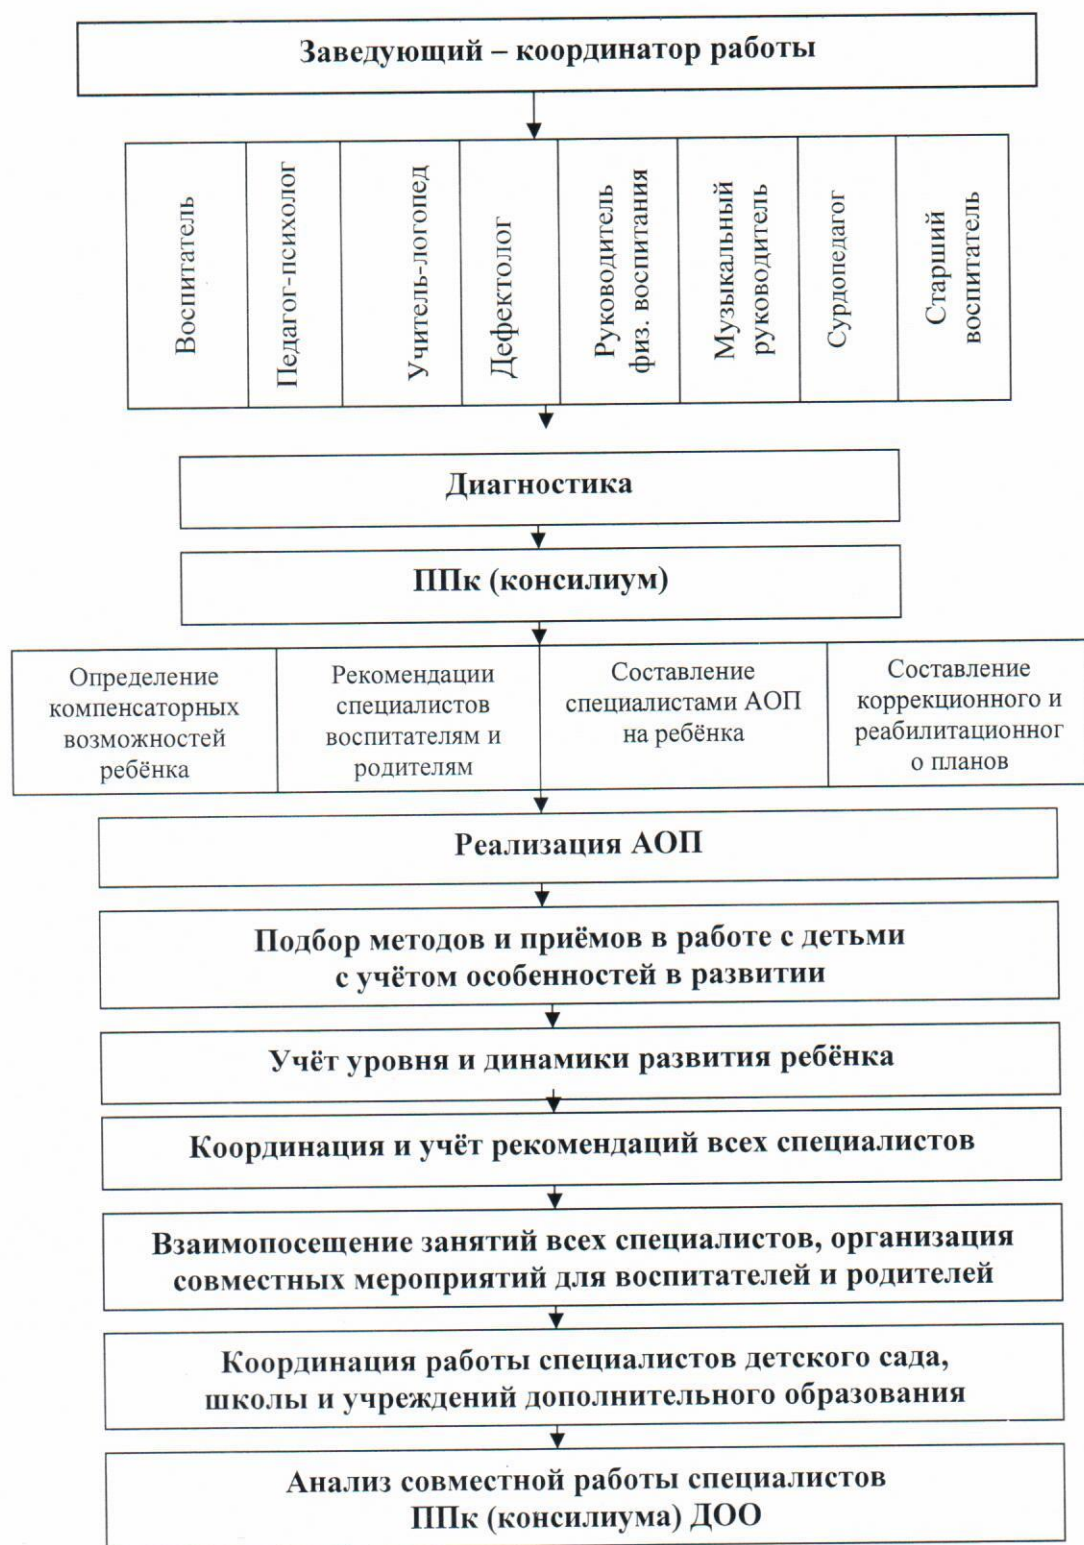 Заведующий – координатор работы
Воспитатель
Педагог-психолог
Учитель-логопед
Дефектолог
Руководитель
физ. воспитания
Музыкальный
руководитель
Сурдопедагог
Старший
воспитатель
Диагностика
ППк (консилиум)
Определение
компенсаторных
возможностей
ребёнка
Рекомендации
специалистов
воспитателям и
родителям
Составление
специалистами АОП
на ребёнка
Составление
коррекционного и
реабилитационног
о планов
Реализация АОП
Подбор методов и приёмов в работе с детьми
с учётом особенностей в развитии
Учёт уровня и динамики развития ребёнка
Координация и учёт рекомендаций всех специалистов
Взаимопосещение занятий всех специалистов, организация
совместных мероприятий для воспитателей и родителей
Координация работы специалистов детского сада,
школы и учреждений дополнительного образования
Анализ совместной работы специалистов
ППк (консилиума) ДОО